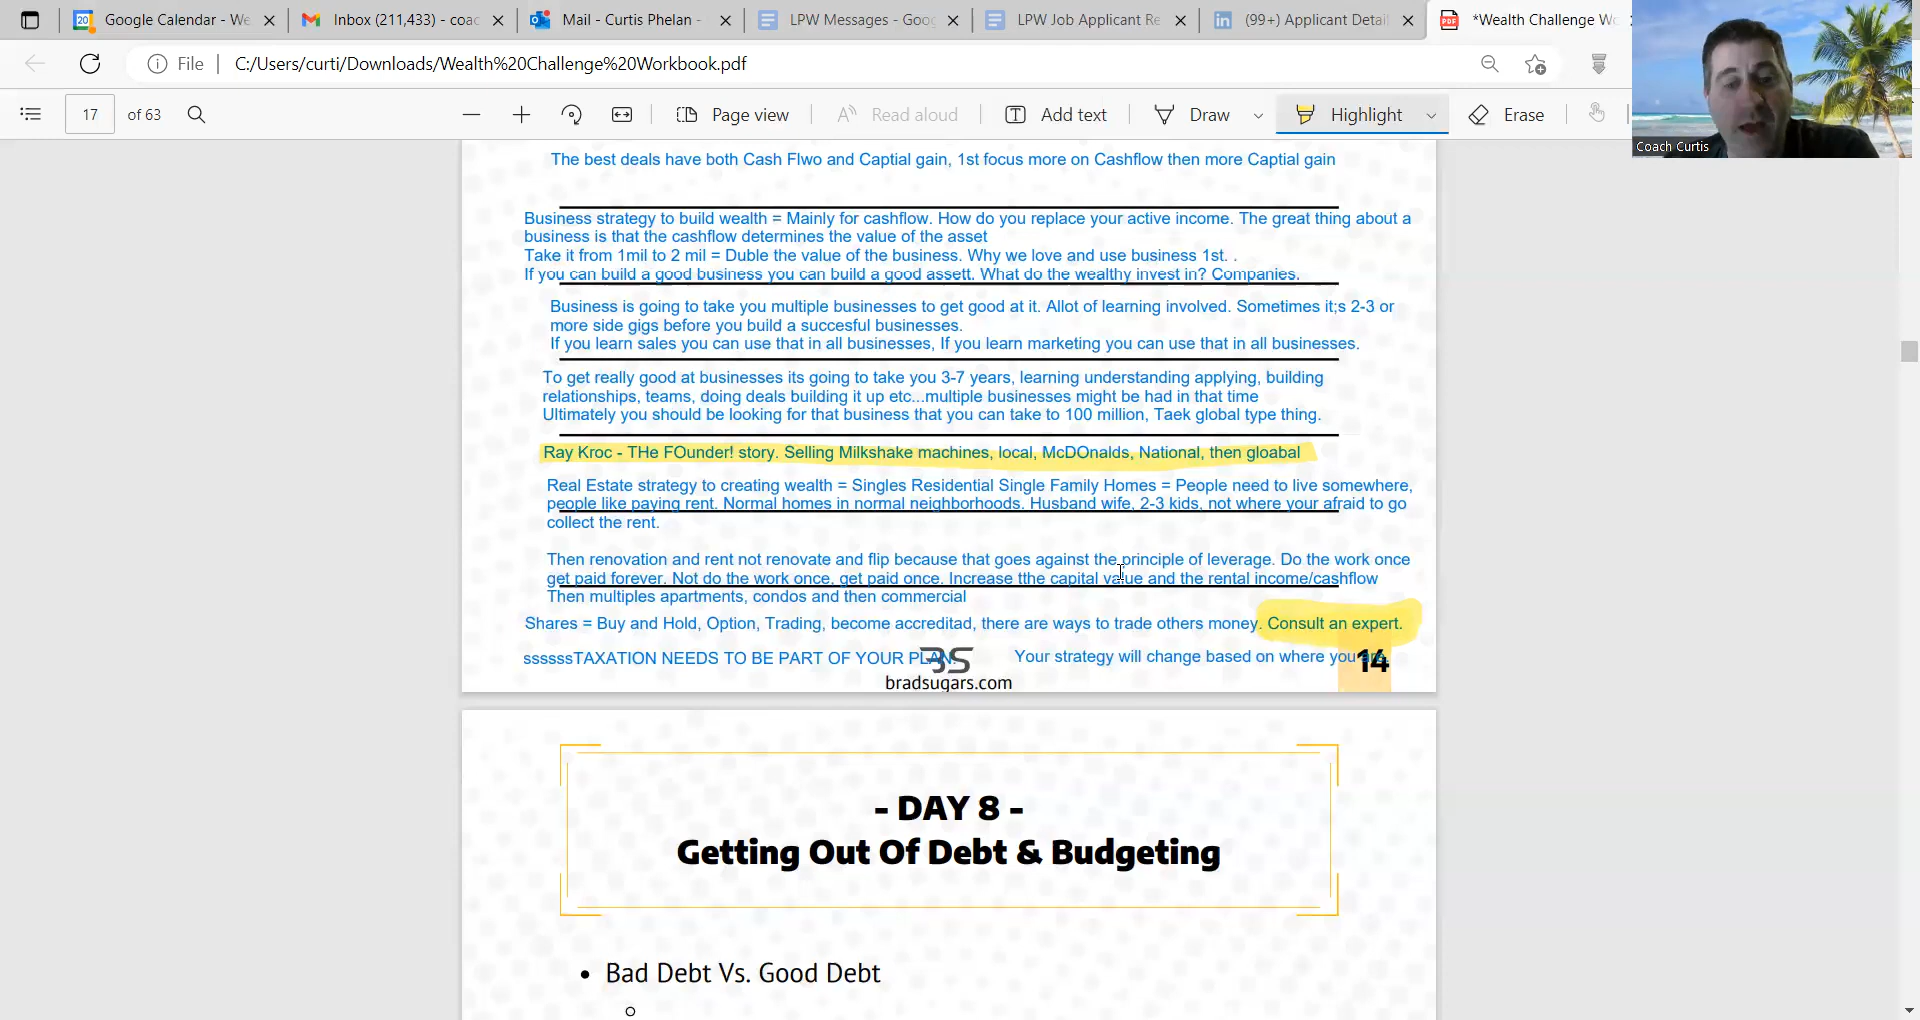 Google Calendar - We
Inbox (211,433) - coac
Mail - Curtis Phelan -
LPW Messages - Goog
LPW Job Applicant Re
(99+) Applicant Detail
*Wealth Challenge Wo
20
PDF
File
C:/Users/curti/Downloads/Wealth%20Challenge%20Workbook.pdf
17 of 63
Page view
Read aloud
Add text
Draw
Highlight
Erase
Coach Curtis
The best deals have both Cash Flwo and Captial gain, 1st focus more on Cashflow then more Captial gain
Business strategy to build wealth = Mainly for cashflow. How do you replace your active income. The great thing about a
business is that the cashflow determines the value of the asset
Take it from 1mil to 2 mil = Duble the value of the business. Why we love and use business 1st. .
If you can build a good business you can build a good assett. What do the wealthy invest in? Companies.
Business is going to take you multiple businesses to get good at it. Allot of learning involved. Sometimes it;s 2-3 or
more side gigs before you build a succesful businesses.
If you learn sales you can use that in all businesses, If you learn marketing you can use that in all businesses.
To get really good at businesses its going to take you 3-7 years, learning understanding applying, building
relationships, teams, doing deals building it up etc...multiple businesses might be had in that time
Ultimately you should be looking for that business that you can take to 100 million, Taek global type thing.
Ray Kroc - THe FOunder! story. Selling Milkshake machines, local, McDOnalds, National, then gloabal
Real Estate strategy to creating wealth = Singles Residential Single Family Homes = People need to live somewhere,
people like paying rent. Normal homes in normal neighborhoods. Husband wife, 2-3 kids, not where your afraid to go
collect the rent.
Then renovation and rent not renovate and flip because that goes against the principle of leverage. Do the work once
get paid forever. Not do the work once, get paid once. Increase tthe capital value and the rental income/cashflow
Then multiples apartments, condos and then commercial
Shares = Buy and Hold, Option, Trading, become accreditad, there are ways to trade others money. Consult an expert.
ssssssTAXATION NEEDS TO BE PART OF YOUR PLAN.
Your strategy will change based on where you are.
BS
bradsugars.com
14
- DAY 8 -
Getting Out Of Debt & Budgeting
• Bad Debt Vs. Good Debt